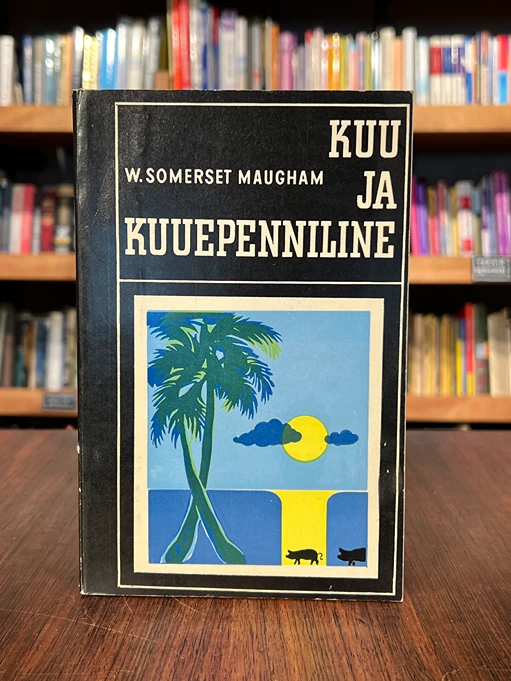 KUU
W. SOMERSET MAUGHAM
JA
KUUEPENNILINE